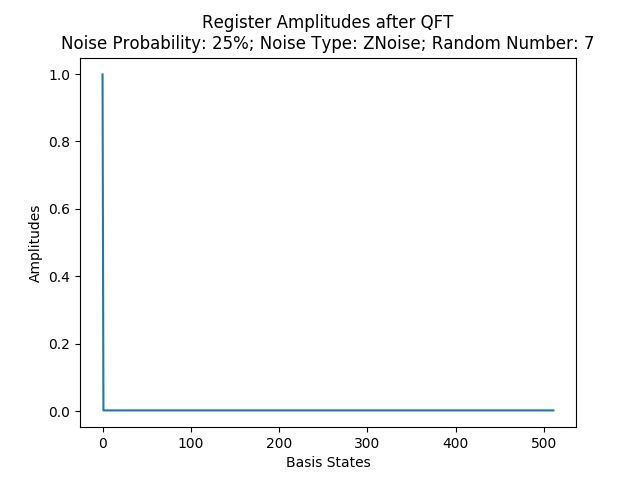 Register Amplitudes after QFT
Noise Probability: 25%; Noise Type: ZNoise; Random Number: 7
1.0
0.8
0.6
0.4
0.2
0.0
Amplitudes
0 100 200 300 400 500
Basis States